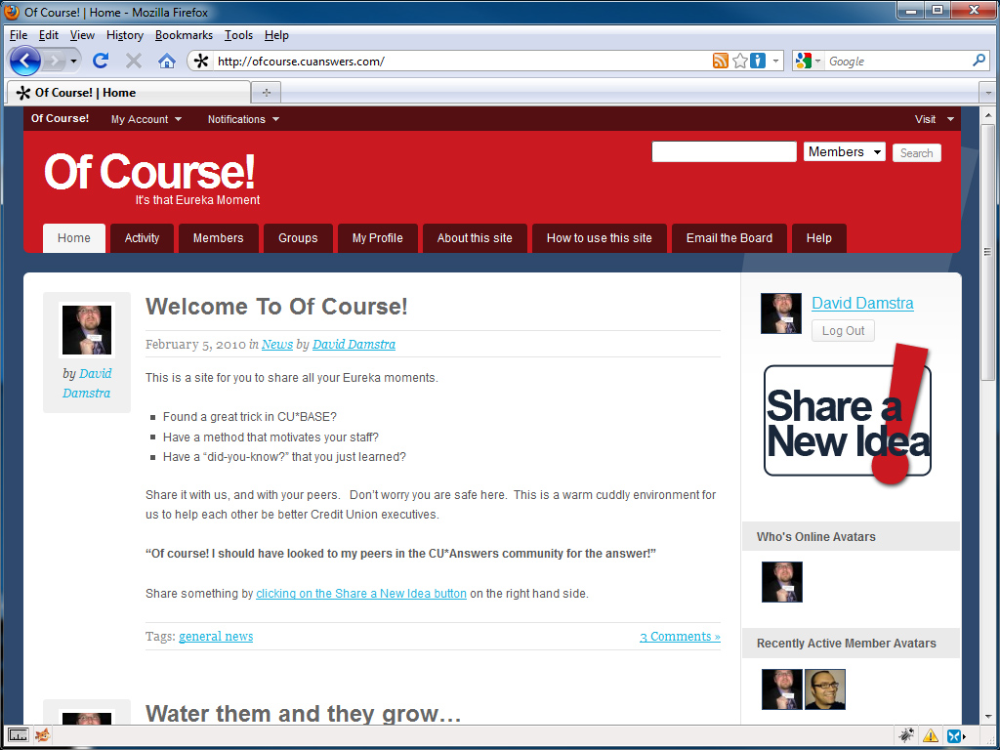 Of Course! | Home - Mozilla Firefox
File Edit View History Bookmarks Tools Help
http://ofcourse.cuanswers.com/
Google
Of Course! | Home
Of Course! My Account Notifications Visit
Members Search
Of Course!
It's that Eureka Moment
Home Activity Members Groups My Profile About this site How to use this site Email the Board Help
Welcome To Of Course!
David Damstra
Log Out
February 5, 2010 in News by David Damstra
by David
Damstra
This is a site for you to share all your Eureka moments.
Found a great trick in CU*BASE?
Have a method that motivates your staff?
Have a “did-you-know?” that you just learned?
Share a
New Idea
!
Share it with us, and with your peers. Don’t worry you are safe here. This is a warm cuddly environment for
us to help each other be better Credit Union executives.
“Of course! I should have looked to my peers in the CU*Answers community for the answer!”
Share something by clicking on the Share a New Idea button on the right hand side.
Tags: general news 3 Comments »
Who's Online Avatars
Recently Active Member Avatars
Water them and they grow…